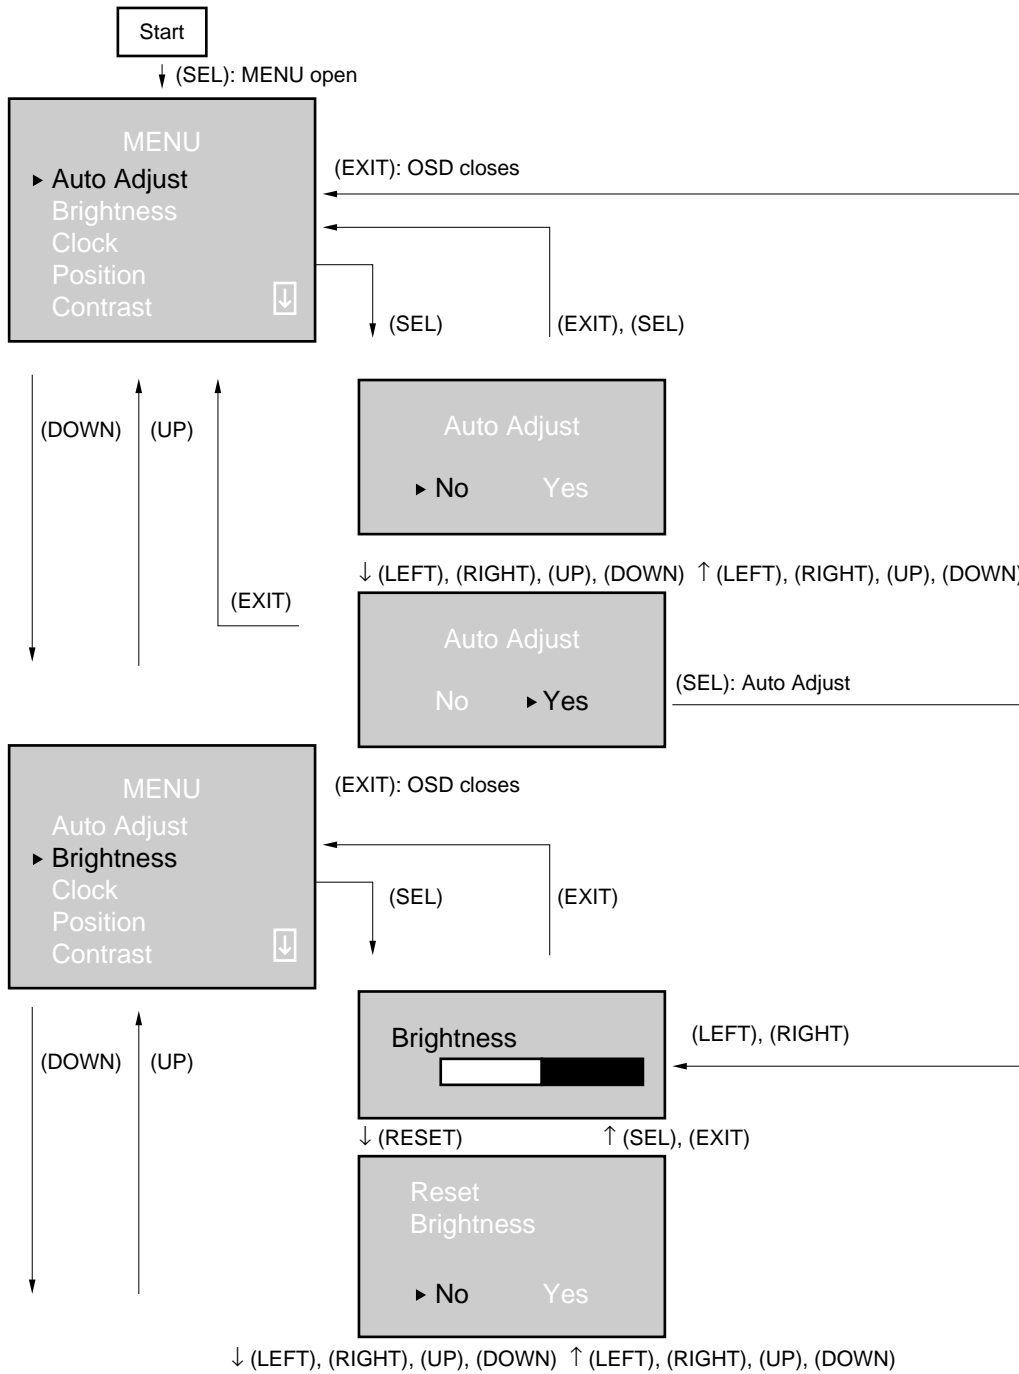 Start
↓ (SEL): MENU open
MENU
▸ Auto Adjust
Brightness
Clock
Position
Contrast
↓
(EXIT): OSD closes
(SEL)
(EXIT), (SEL)
(DOWN)
(UP)
(EXIT)
Auto Adjust
▸ No Yes
↓ (LEFT), (RIGHT), (UP), (DOWN) ↑ (LEFT), (RIGHT), (UP), (DOWN)
Auto Adjust
No ▸ Yes
(SEL): Auto Adjust
MENU
Auto Adjust
▸ Brightness
Clock
Position
Contrast
↓
(EXIT): OSD closes
(SEL)
(EXIT)
(DOWN)
(UP)
Brightness
(LEFT), (RIGHT)
↓ (RESET) ↑ (SEL), (EXIT)
Reset
Brightness
▸ No Yes
↓ (LEFT), (RIGHT), (UP), (DOWN) ↑ (LEFT), (RIGHT), (UP), (DOWN)